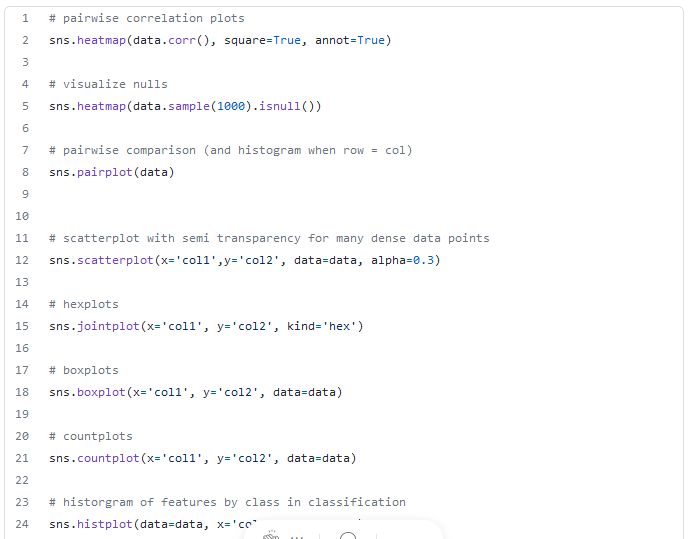 1 # pairwise correlation plots
2 sns.heatmap(data.corr(), square=True, annot=True)
3
4 # visualize nulls
5 sns.heatmap(data.sample(1000).isnull())
6
7 # pairwise comparison (and histogram when row = col)
8 sns.pairplot(data)
9
10
11 # scatterplot with semi transparency for many dense data points
12 sns.scatterplot(x='col1',y='col2', data=data, alpha=0.3)
13
14 # hexplots
15 sns.jointplot(x='col1', y='col2', kind='hex')
16
17 # boxplots
18 sns.boxplot(x='col1', y='col2', data=data)
19
20 # countplots
21 sns.countplot(x='col1', y='col2', data=data)
22
23 # historgram of features by class in classification
24 sns.histplot(data=data, x=